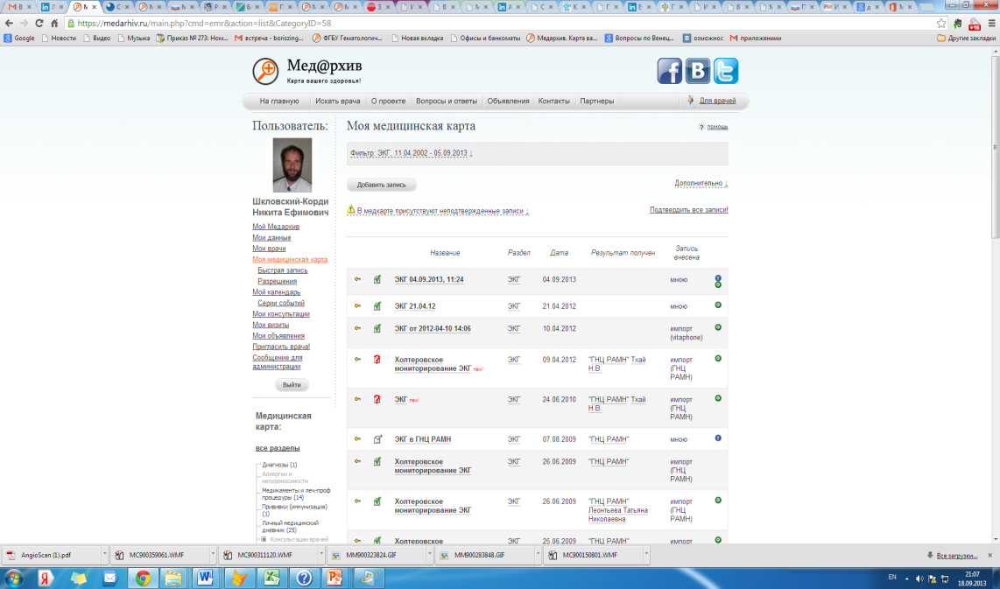 https://medarhiv.ru/main.php?cmd=emr&action=list&CategoryID=58
Google Новости Видео Музыка Приказ № 273: Ном... встреча - boriszing... ФГБУ Гематологич... Новая вкладка Офисы и банкоматы Медархив. Карта ва... Вопросы по Венец... возможнос приложениии Другие закладки
Мед@рхив
Карта вашего здоровья!
На главную Искать врача О проекте Вопросы и ответы Объявления Контакты Партнеры Для врачей
Пользователь:
Шкловский-Корди
Никита Ефимович
Мой Медархив
Мои данные
Мои врачи
Моя медицинская карта
Быстрая запись
Разрешения
Мой календарь
Серии событий
Мои консультации
Мои визиты
Мои объявления
Пригласить врача!
Сообщение для
администрации
Выйти
Медицинская
карта:
все разделы
Диагнозы (1)
Аллергии и
непереносимости
Медикаменты и леч-проф
процедуры (14)
Прививки (иммунизация)
(1)
Личный медицинский
дневник (25)
Консультации врачей
Моя медицинская карта
? помощь
Фильтр: ЭКГ, 11.04.2002 - 05.09.2013 ↓
Добавить запись
Дополнительно ↓
В медкарте присутствуют неподтвержденные записи ↓
Подтвердить все записи!
Название Раздел Дата Результат получен Запись
внесена
ЭКГ 04.09.2013, 11:24 ЭКГ 04.09.2013 мною
ЭКГ 21.04.12 ЭКГ 21.04.2012 мною
ЭКГ от 2012-04-10 14:06 ЭКГ 10.04.2012 импорт
(vitaphone)
Холтеровское
мониторирование ЭКГ new! ЭКГ 09.04.2012 "ГНЦ РАМН" Тхай
Н.В. импорт
(ГНЦ
РАМН)
ЭКГ new! ЭКГ 24.06.2010 "ГНЦ РАМН" Тхай
Н.В. импорт
(ГНЦ
РАМН)
ЭКГ в ГНЦ РАМН ЭКГ 07.08.2009 "ГНЦ РАМН" мною
Холтеровское
мониторирование ЭКГ ЭКГ 26.06.2009 "ГНЦ РАМН" импорт
(ГНЦ
РАМН)
Холтеровское
мониторирование ЭКГ ЭКГ 26.06.2009 "ГНЦ РАМН"
Леонтьева Татьяна
Николаевна импорт
(ГНЦ
РАМН)
Холтеровское ЭКГ 25.06.2009 "ГНЦ РАМН" импорт
AngioScan (1).pdf MC900359061.WMF MC900311120.WMF MM900323824.GIF MM900283848.GIF MC900150801.WMF Все загрузки...
EN 21:07
18.09.2013